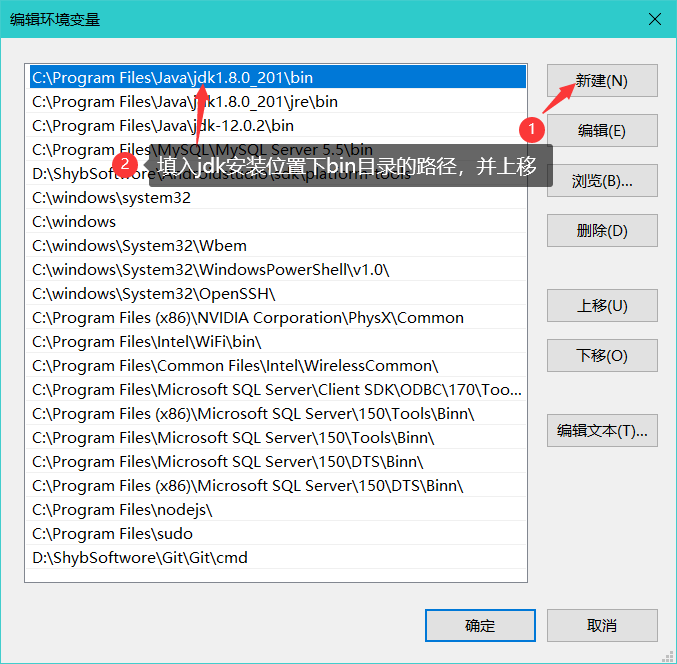 编辑环境变量
C:\Program Files\Java\jdk1.8.0_201\bin
C:\Program Files\Java\jdk1.8.0_201\jre\bin
C:\Program Files\Java\jdk-12.0.2\bin
C:\Program Files\MySQL\MySQL Server 5.5\bin
D:\ShybSoftwore\Androidstudio\sdk\platform-tools
C:\windows\system32
C:\windows
C:\windows\System32\Wbem
C:\windows\System32\WindowsPowerShell\v1.0\
C:\windows\System32\OpenSSH\
C:\Program Files (x86)\NVIDIA Corporation\PhysX\Common
C:\Program Files\Intel\WiFi\bin\
C:\Program Files\Common Files\Intel\WirelessCommon\
C:\Program Files\Microsoft SQL Server\Client SDK\ODBC\170\Too...
C:\Program Files (x86)\Microsoft SQL Server\150\Tools\Binn\
C:\Program Files\Microsoft SQL Server\150\Tools\Binn\
C:\Program Files\Microsoft SQL Server\150\DTS\Binn\
C:\Program Files (x86)\Microsoft SQL Server\150\DTS\Binn\
C:\Program Files\nodejs\
C:\Program Files\sudo
D:\ShybSoftwore\Git\Git\cmd
2 填入jdk安装位置下bin目录的路径，并上移
1
新建(N)
编辑(E)
浏览(B)...
删除(D)
上移(U)
下移(O)
编辑文本(T)...
确定
取消